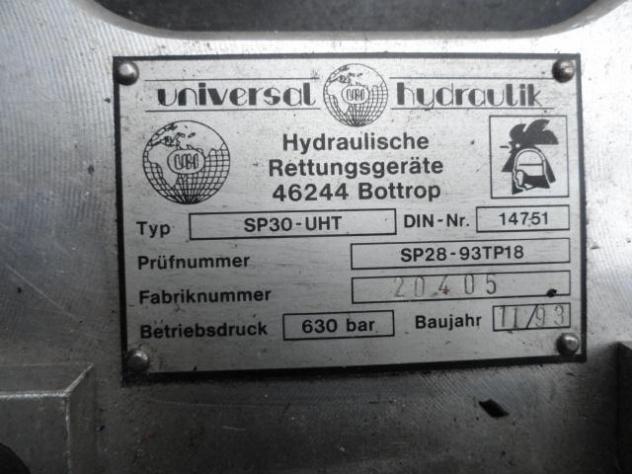 universal hydraulik
Hydraulische
Rettungsgeräte
46244 Bottrop
Typ SP30-UHT DIN-Nr. 14751
Prüfnummer SP28-93TP18
Fabriknummer 20405
Betriebsdruck 630 bar Baujahr 11/93